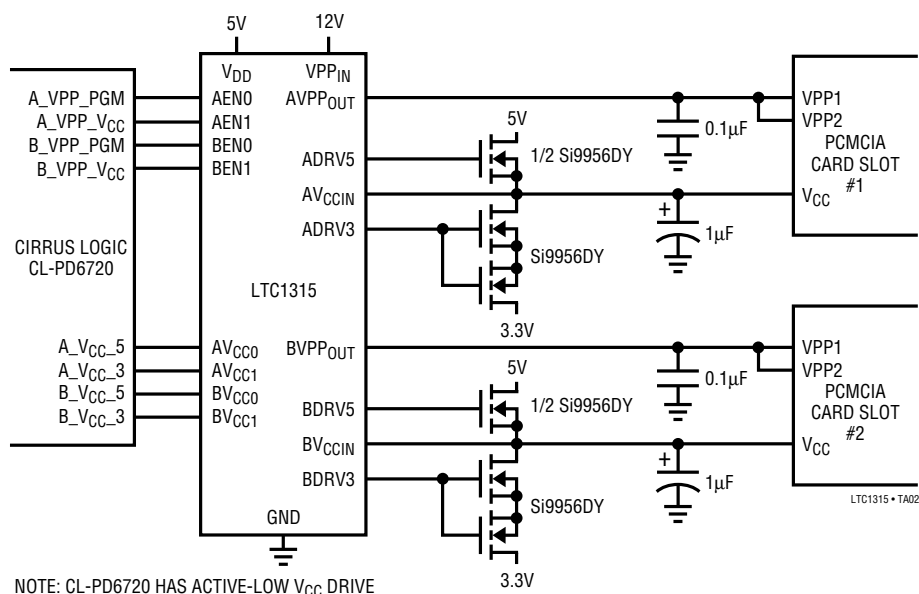 5V
12V
VDD
VPPIN
A_VPP_PGM
AEN0
AVPPOUT
VPP1
A_VPP_VCC
AEN1
VPP2
B_VPP_PGM
BEN0
B_VPP_VCC
BEN1
5V
0.1µF
ADRV5
1/2 Si9956DY
PCMCIA
CARD SLOT
#1
AVCCIN
VCC
ADRV3
+
1µF
CIRRUS LOGIC
CL-PD6720
Si9956DY
LTC1315
3.3V
A_VCC_5
AVCC0
BVPPOUT
VPP1
A_VCC_3
AVCC1
VPP2
B_VCC_5
BVCC0
B_VCC_3
BVCC1
5V
0.1µF
BDRV5
1/2 Si9956DY
PCMCIA
CARD SLOT
#2
BVCCIN
VCC
BDRV3
+
1µF
Si9956DY
LTC1315 • TA02
GND
3.3V
NOTE: CL-PD6720 HAS ACTIVE-LOW VCC DRIVE